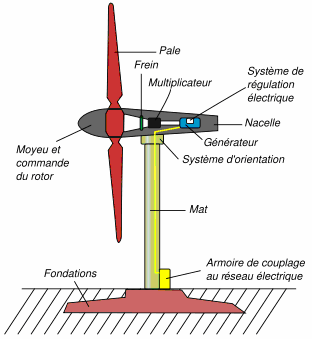 Pale
Frein
Multiplicateur
Système de
régulation
électrique
Nacelle
Générateur
Système d'orientation
Moyeu et
commande
du rotor
Mat
Armoire de couplage
au réseau électrique
Fondations